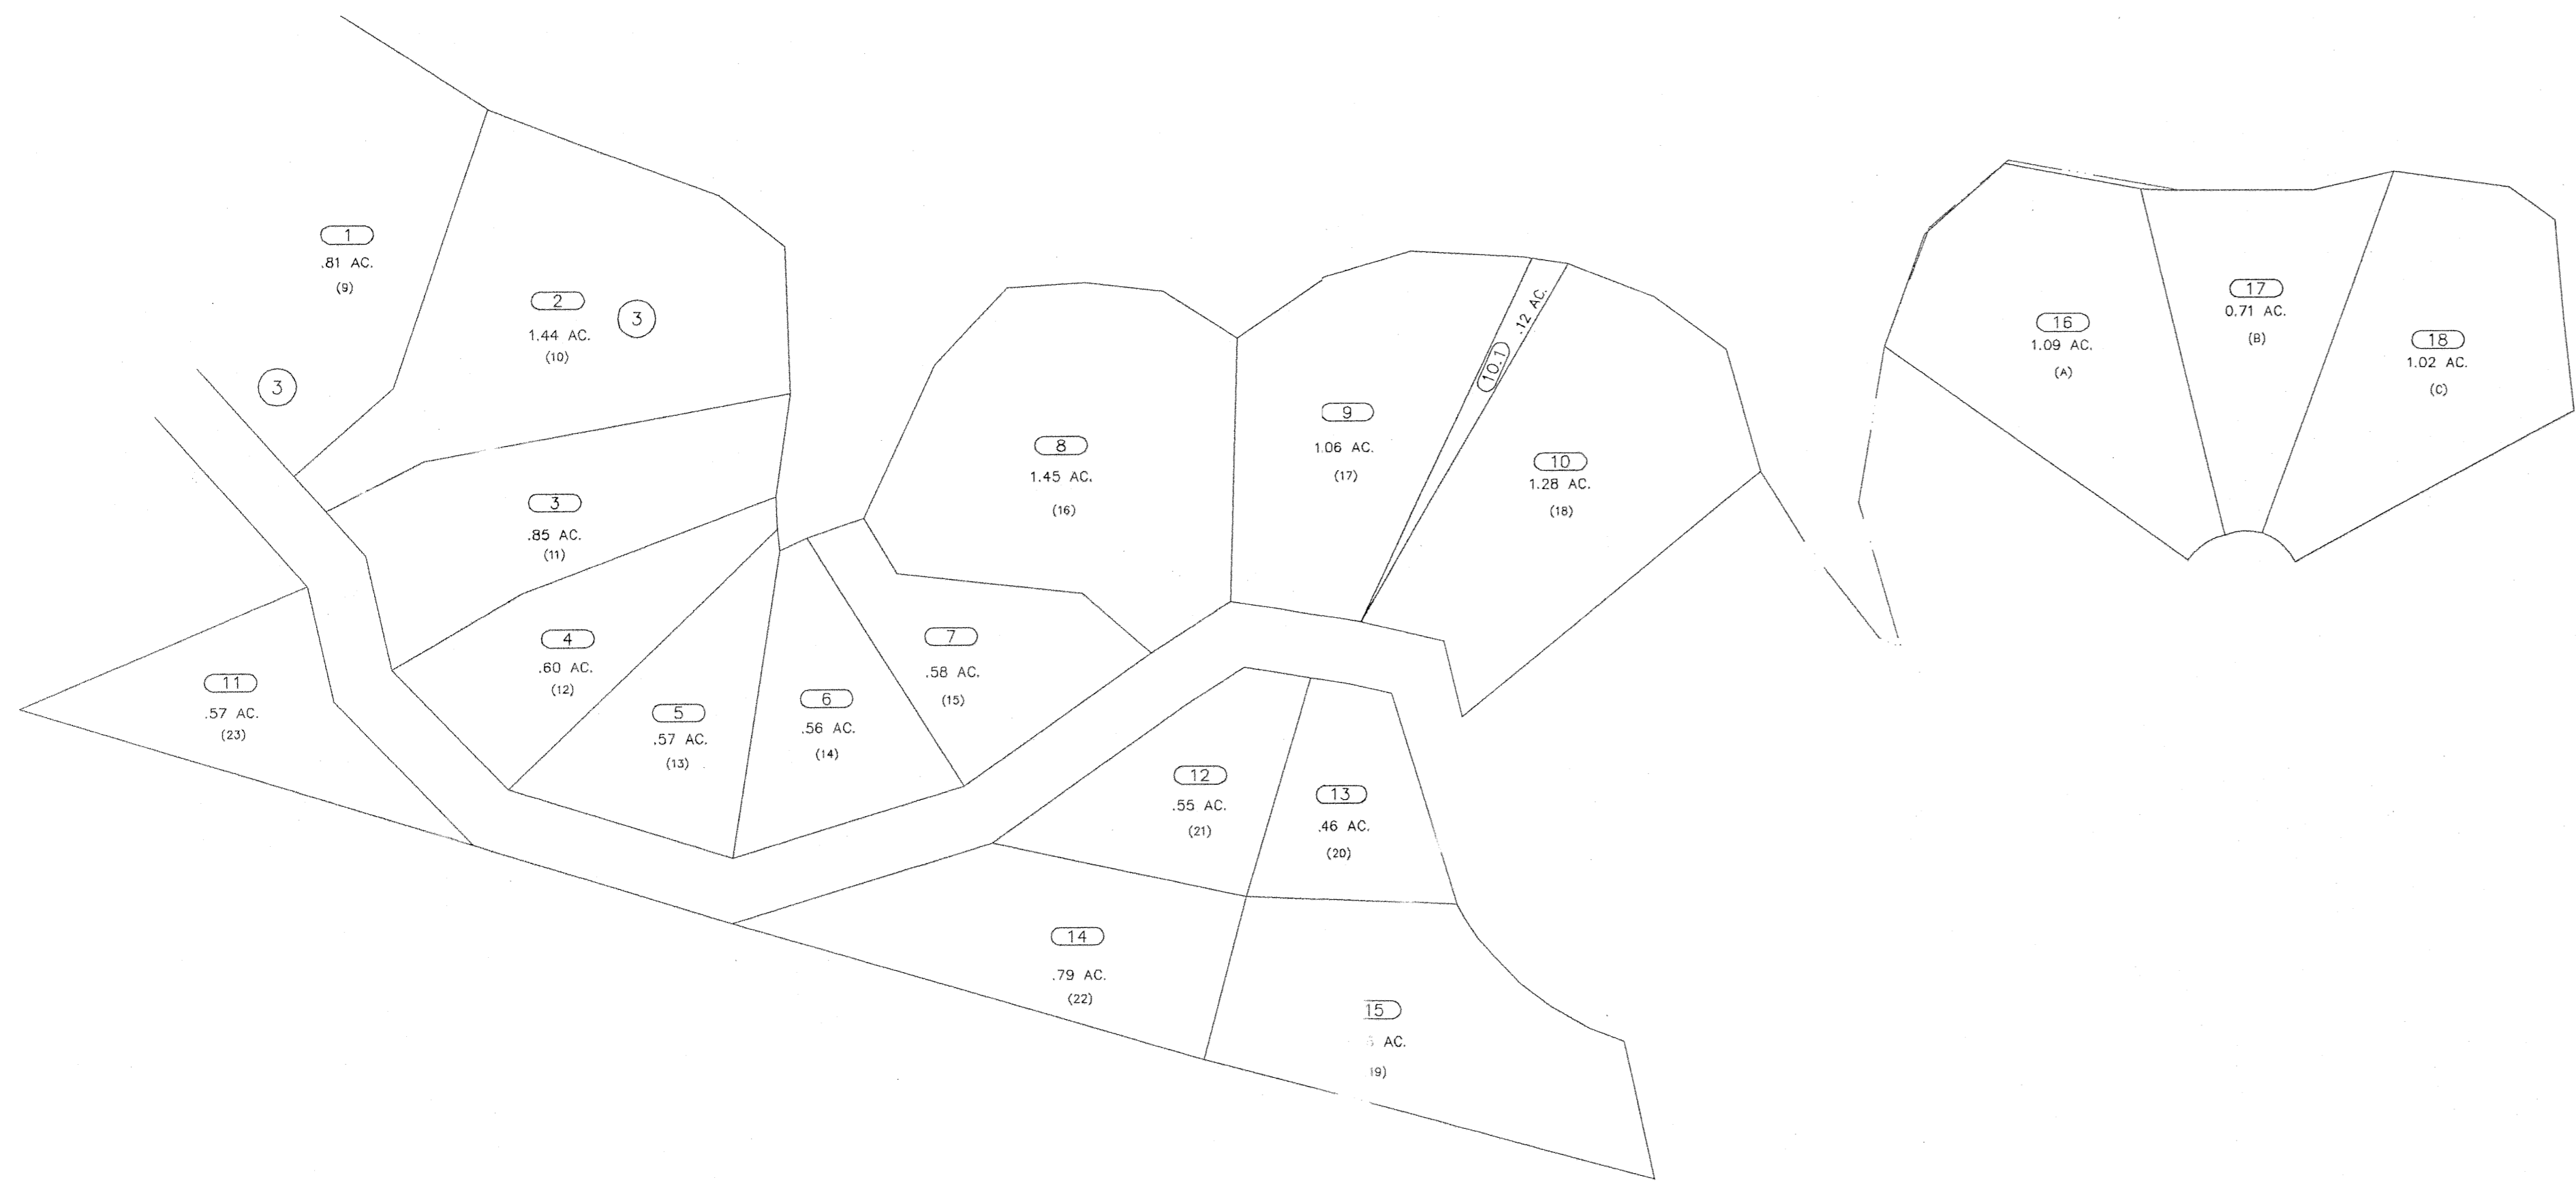 1
.81 AC.
(9)
3
2
1.44 AC.
(10)
3
3
.85 AC.
(11)
4
.60 AC.
(12)
5
.57 AC.
(13)
6
.56 AC.
(14)
7
.58 AC.
(15)
8
1.45 AC.
(16)
9
1.06 AC.
(17)
10.1 .12 AC.
10
1.28 AC.
(18)
11
.57 AC.
(23)
12
.55 AC.
(21)
13
.46 AC.
(20)
14
.79 AC.
(22)
15
AC.
19)
16
1.09 AC.
(A)
17
0.71 AC.
(B)
18
1.02 AC.
(C)